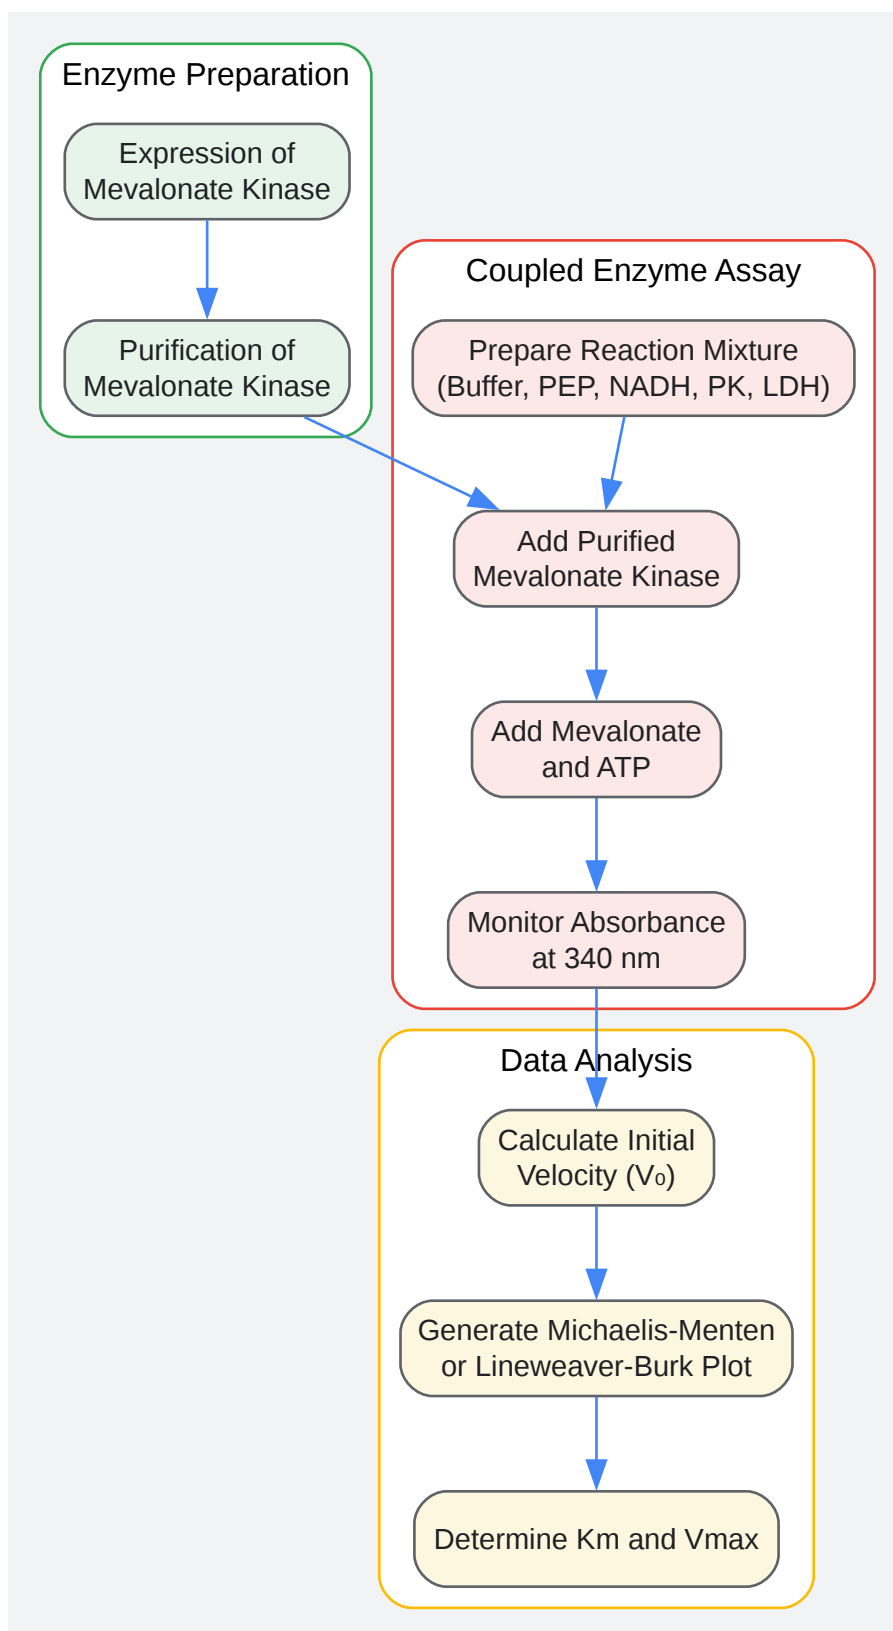 Enzyme Preparation
Expression of
Mevalonate Kinase
Purification of
Mevalonate Kinase
Coupled Enzyme Assay
Prepare Reaction Mixture
(Buffer, PEP, NADH, PK, LDH)
Add Purified
Mevalonate Kinase
Add Mevalonate
and ATP
Monitor Absorbance
at 340 nm
Data Analysis
Calculate Initial
Velocity (V₀)
Generate Michaelis-Menten
or Lineweaver-Burk Plot
Determine Km and Vmax